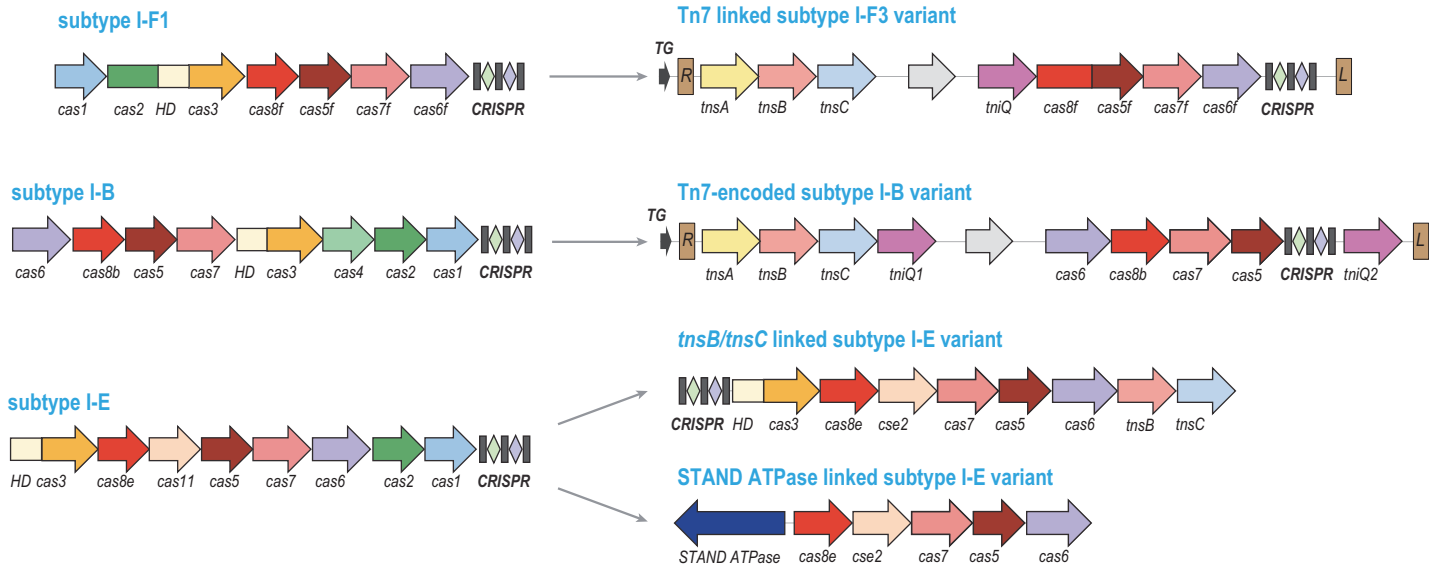 subtype I-F1
cas1 cas2 HD cas3 cas8f cas5f cas7f cas6f CRISPR
Tn7 linked subtype I-F3 variant
TG
R L
tnsA tnsB tnsC tniQ cas8f cas5f cas7f cas6f CRISPR
subtype I-B
cas6 cas8b cas5 cas7 HD cas3 cas4 cas2 cas1 CRISPR
Tn7-encoded subtype I-B variant
TG
R L
tnsA tnsB tnsC tniQ1 cas6 cas8b cas7 cas5 CRISPR tniQ2
subtype I-E
HD cas3 cas8e cas11 cas5 cas7 cas6 cas2 cas1 CRISPR
tnsB/tnsC linked subtype I-E variant
CRISPR HD cas3 cas8e cse2 cas7 cas5 cas6 tnsB tnsC
STAND ATPase linked subtype I-E variant
STAND ATPase cas8e cse2 cas7 cas5 cas6